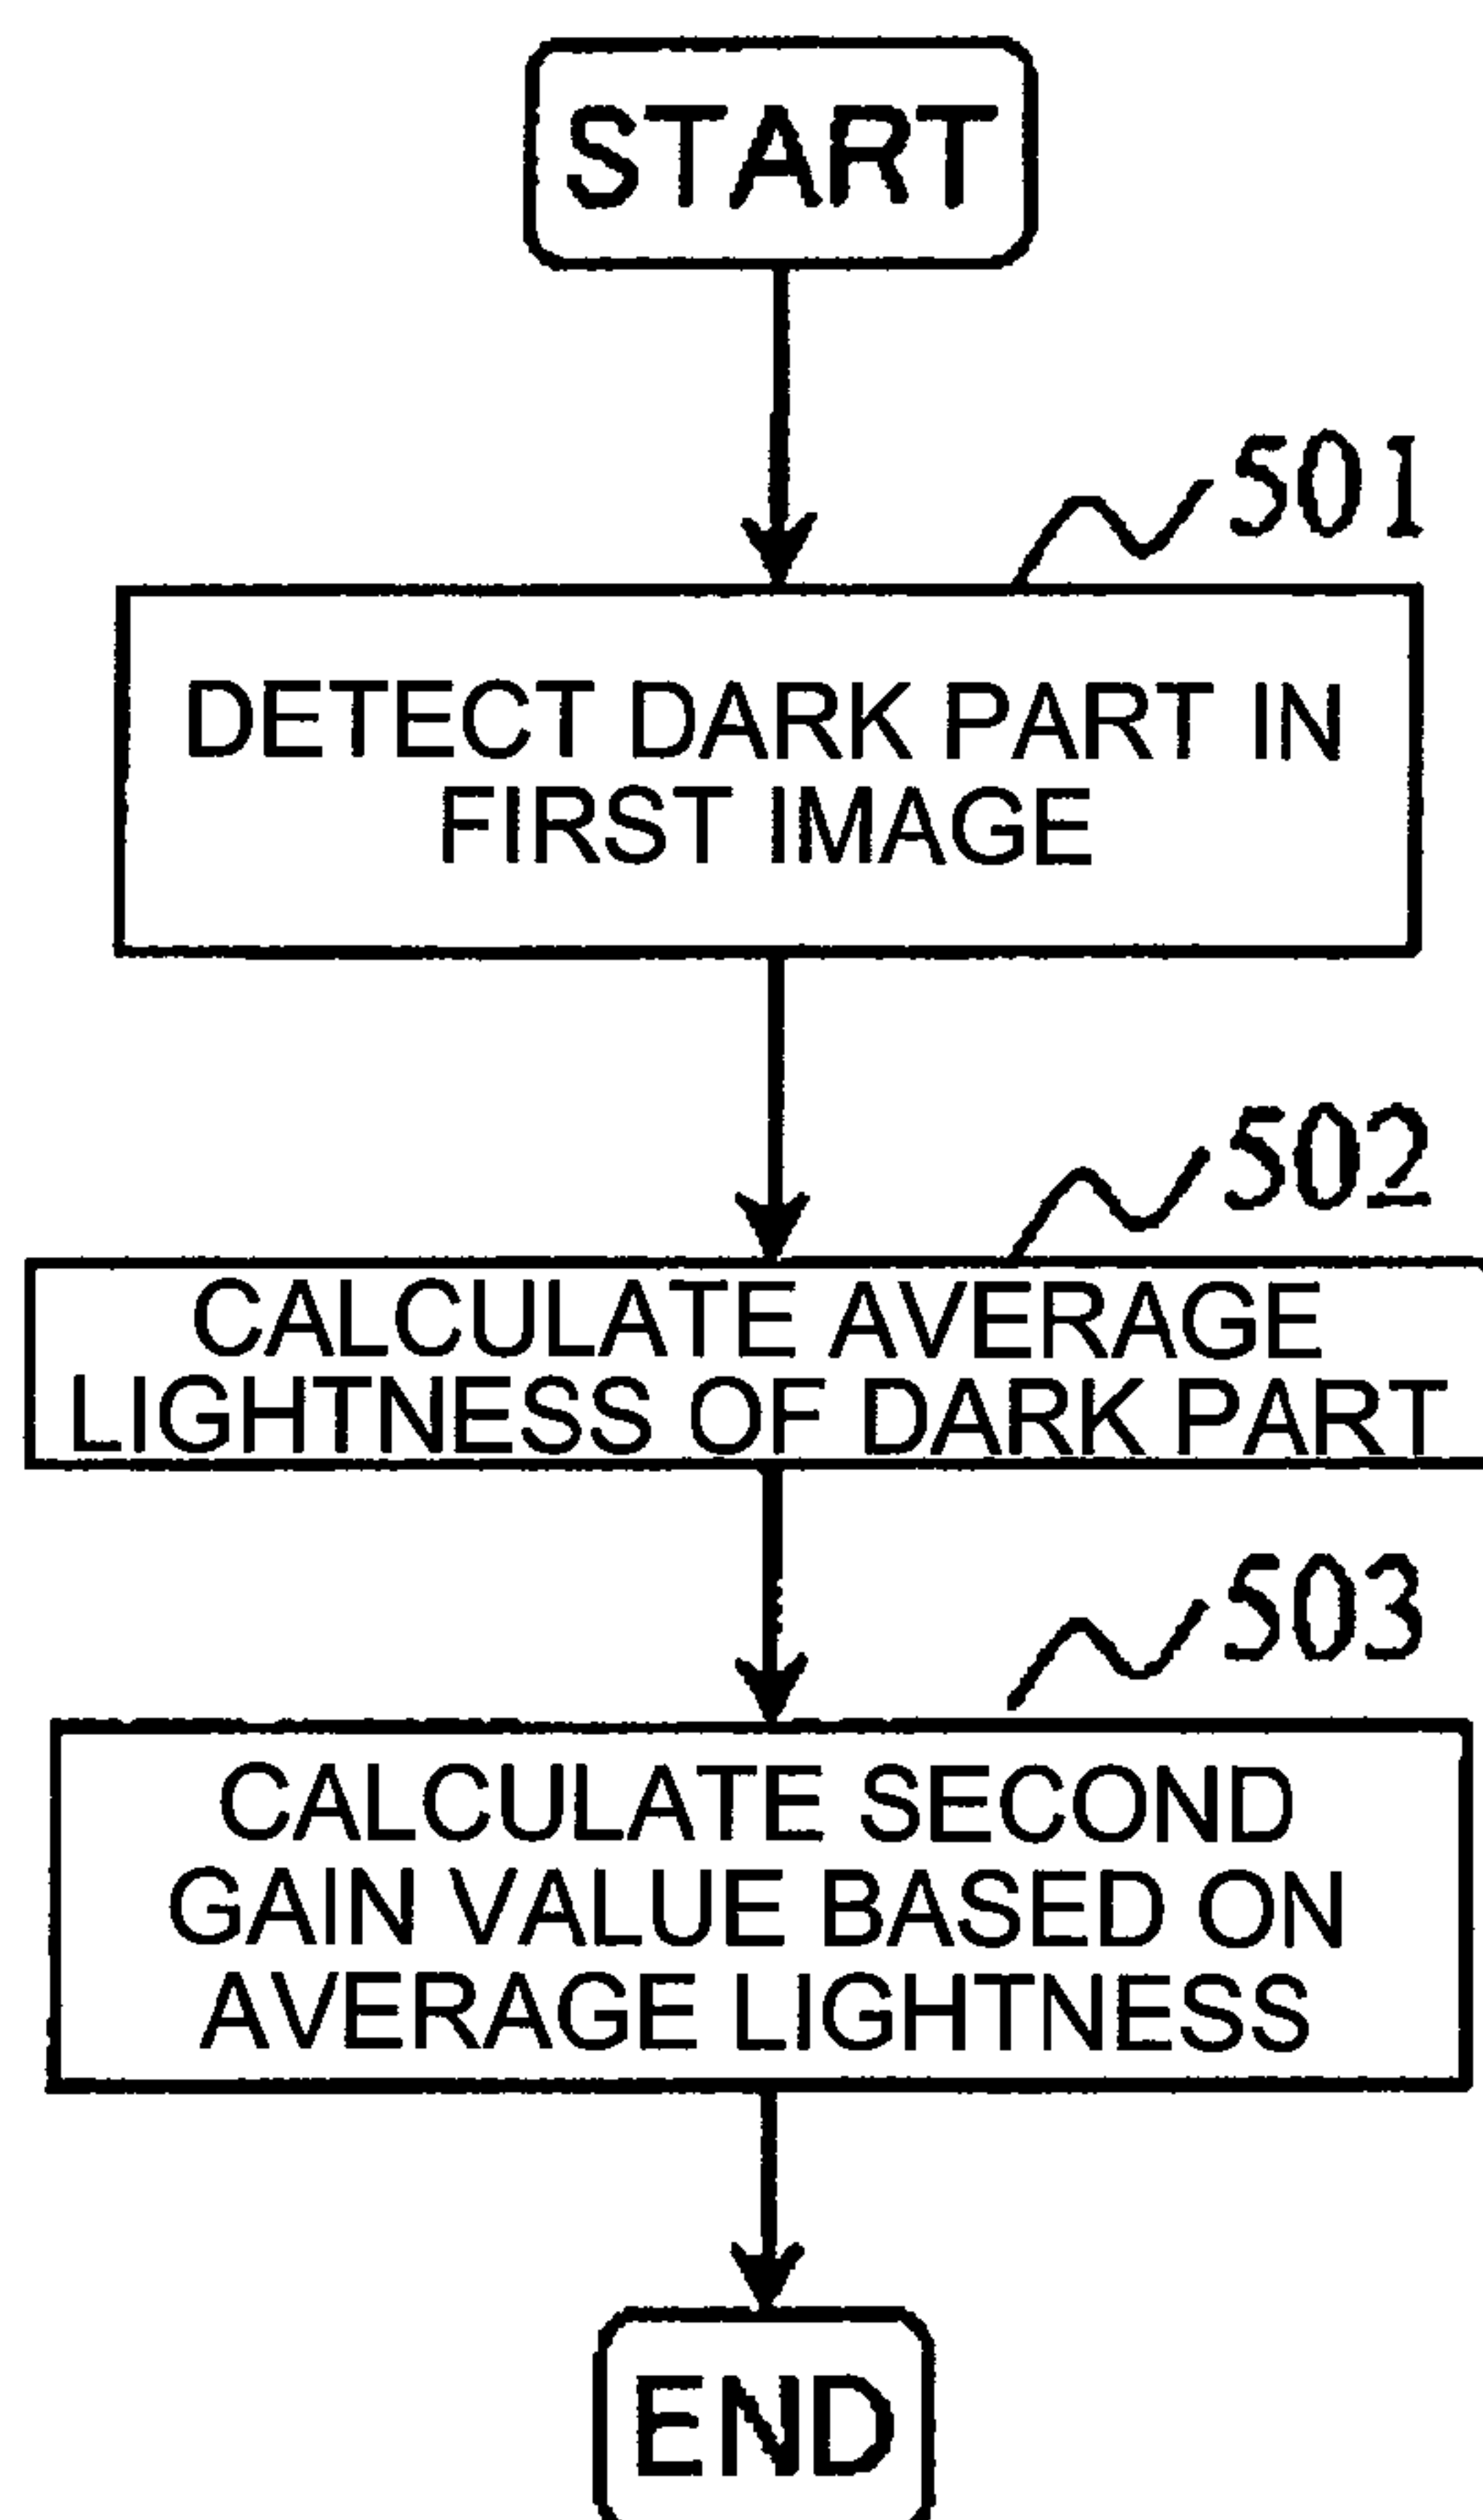 START
501
DETECT DARK PART IN
FIRST IMAGE
502
CALCULATE AVERAGE
LIGHTNESS OF DARK PART
503
CALCULATE SECOND
GAIN VALUE BASED ON
AVERAGE LIGHTNESS
END